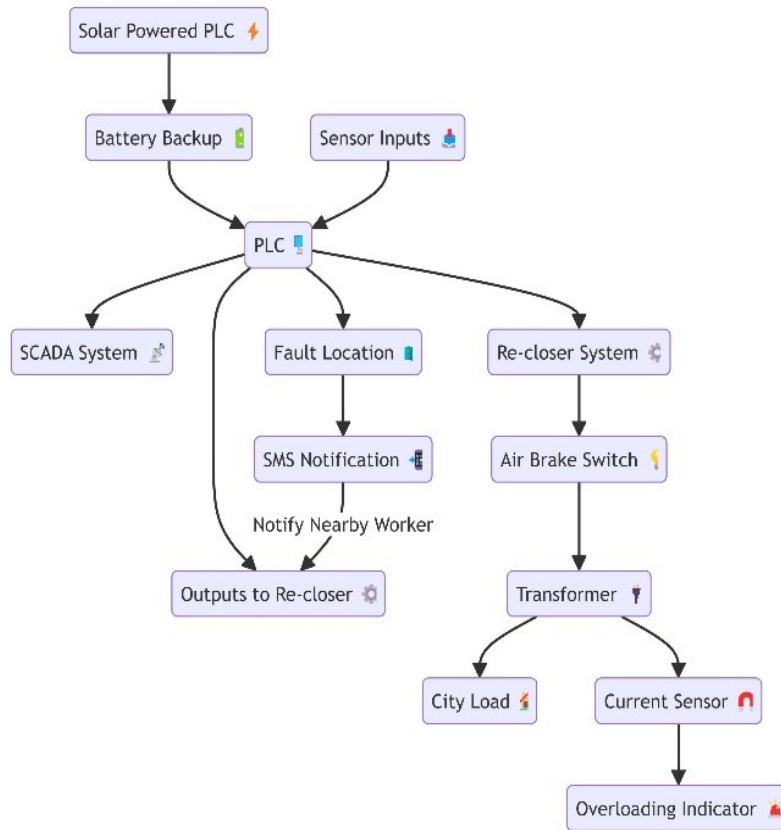 Solar Powered PLC
Battery Backup
Sensor Inputs
PLC
SCADA System
Fault Location
Re-closer System
SMS Notification
Air Brake Switch
Notify Nearby Worker
Outputs to Re-closer
Transformer
City Load
Current Sensor
Overloading Indicator